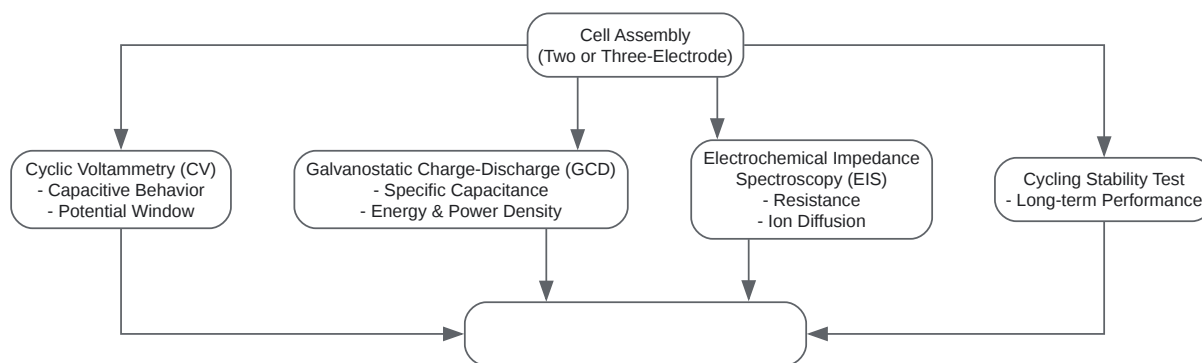 Cell Assembly
(Two or Three-Electrode)
Cyclic Voltammetry (CV)
- Capacitive Behavior
- Potential Window
Galvanostatic Charge-Discharge (GCD)
- Specific Capacitance
- Energy & Power Density
Electrochemical Impedance
Spectroscopy (EIS)
- Resistance
- Ion Diffusion
Cycling Stability Test
- Long-term Performance